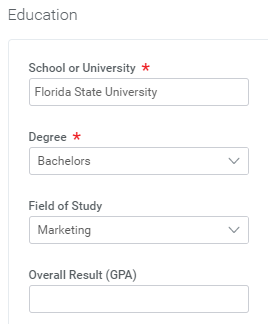 Education
School or University *
Florida State University
Degree *
Bachelors
Field of Study
Marketing
Overall Result (GPA)